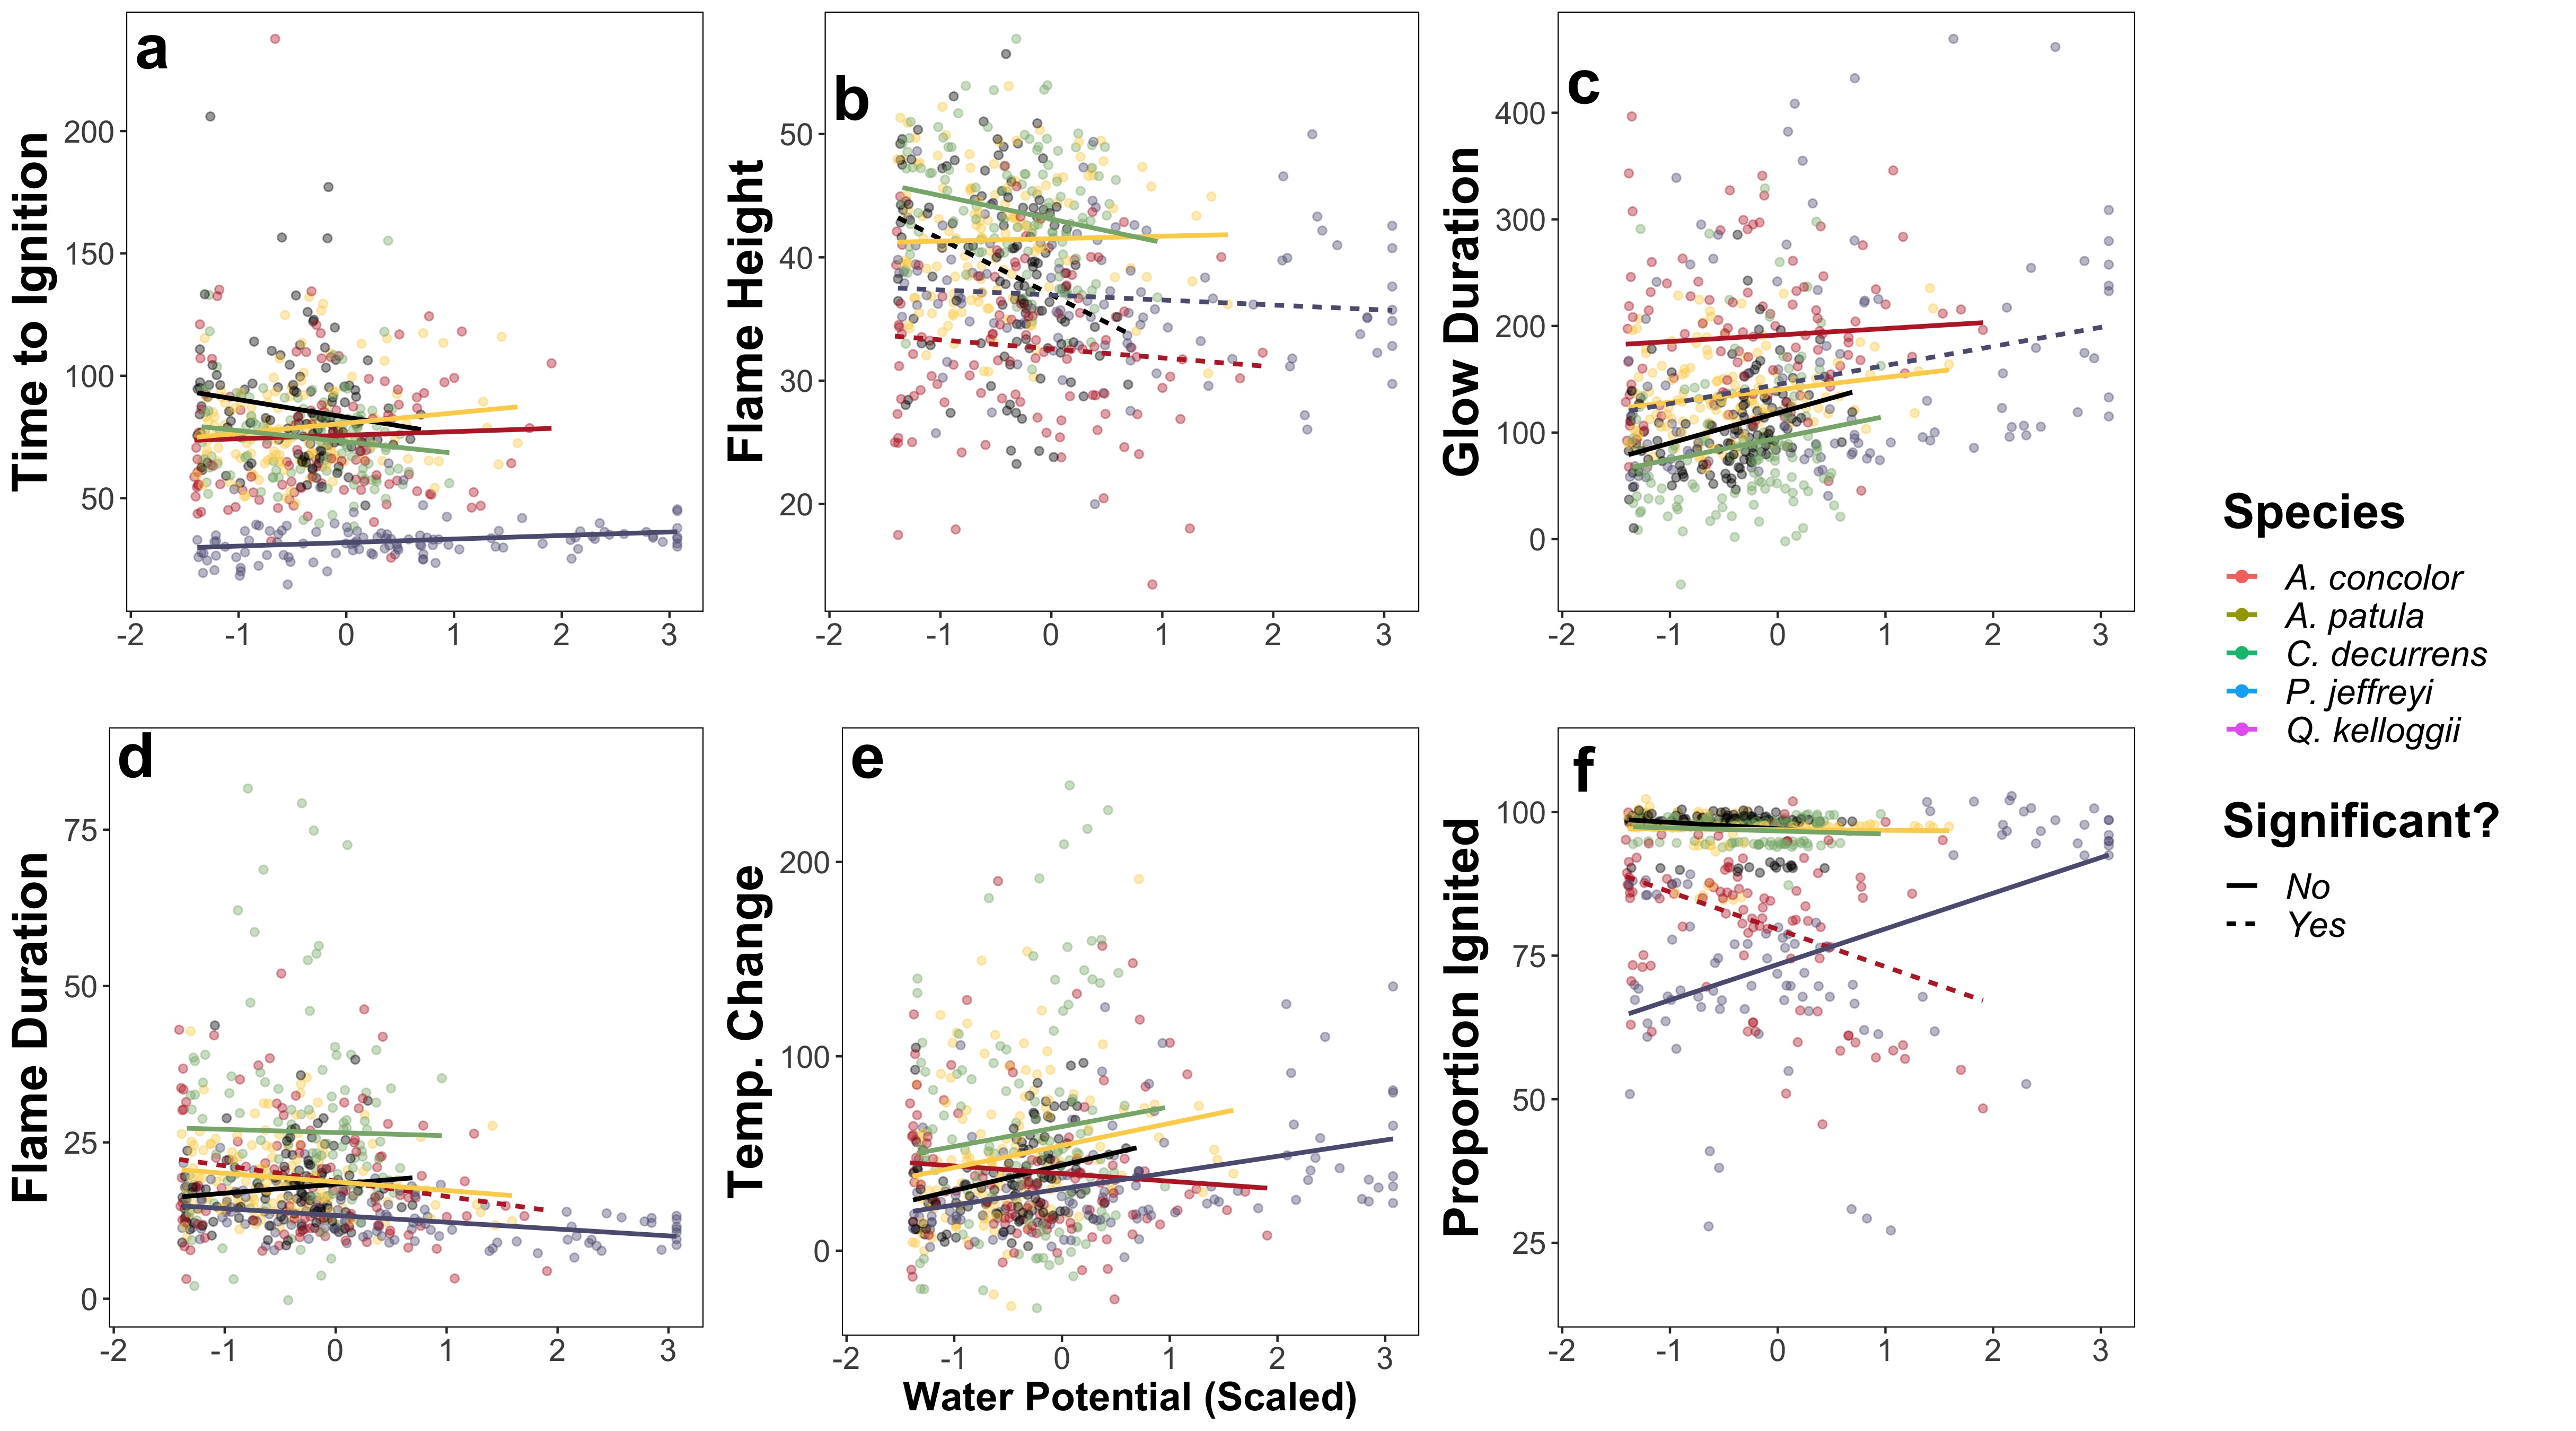 a
Time to Ignition
200
150
100
50
-2 -1 0 1 2 3
b
Flame Height
50
40
30
20
-2 -1 0 1 2 3
c
Glow Duration
400
300
200
100
0
-2 -1 0 1 2 3
d
Flame Duration
75
50
25
0
-2 -1 0 1 2 3
e
Temp. Change
200
100
0
-2 -1 0 1 2 3
Water Potential (Scaled)
f
Proportion Ignited
100
75
50
25
-2 -1 0 1 2 3
Species
A. concolor
A. patula
C. decurrens
P. jeffreyi
Q. kelloggii
Significant?
No
Yes